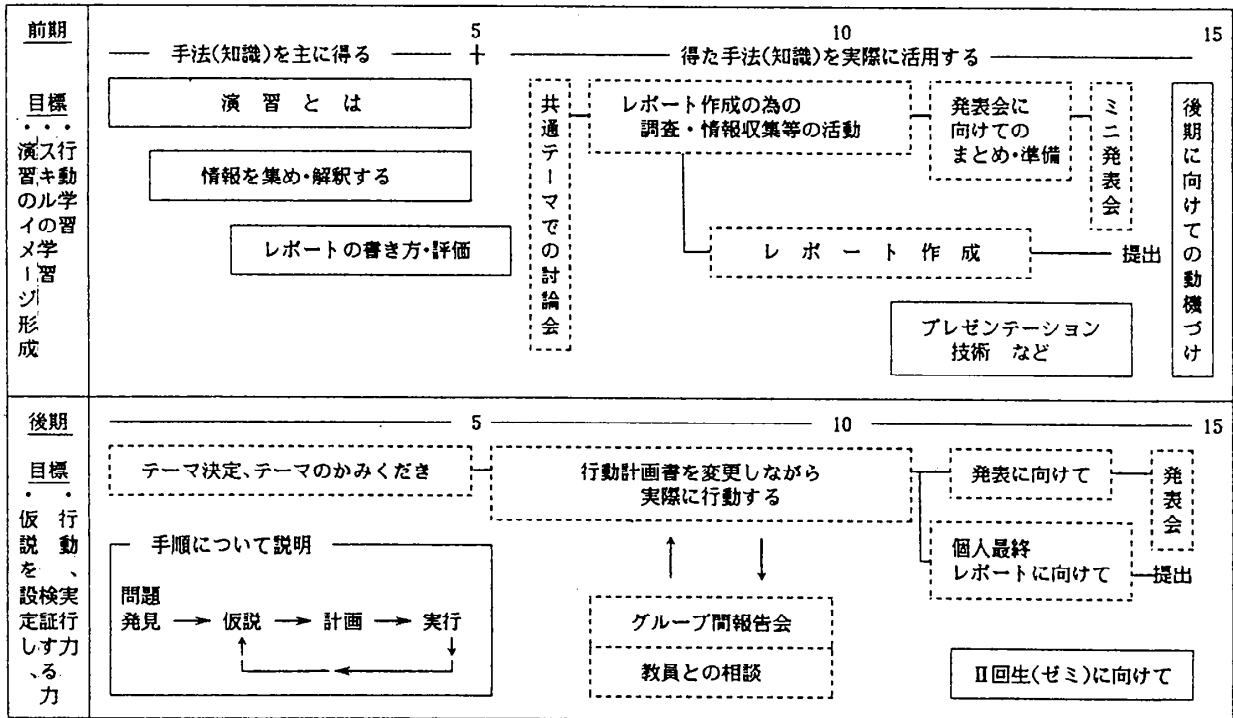 前期
5
10
15
手法(知識)を主に得る
得た手法(知識)を実際に活用する
目標
・行動学習
・スキルの学習
・演習のイメージ形成
演習とは
情報を集め・解釈する
レポートの書き方・評価
共通テーマでの討論会
レポート作成の為の
調査・情報収集等の活動
発表会に
向けての
まとめ・準備
ミニ発表会
レポート作成
提出
プレゼンテーション
技術 など
後期に向けての動機づけ
後期
5
10
15
目標
・行動、実行力
・仮説を設定し、検証する力
テーマ決定、テーマのかみくだき
行動計画書を変更しながら
実際に行動する
発表に向けて
発表会
個人最終
レポートに向けて
提出
手順について説明
問題
発見 → 仮説 → 計画 → 実行
グループ間報告会
教員との相談
Ⅱ回生(ゼミ)に向けて